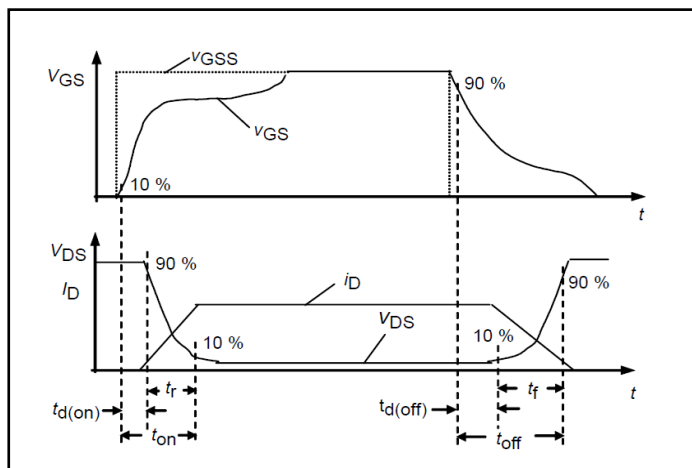 vGSS
VGS
90 %
vGS
10 %
t
VDS
90 %
ID
iD
90 %
VDS
10 %
10 %
tr
tf
t
td(on)
td(off)
ton
toff